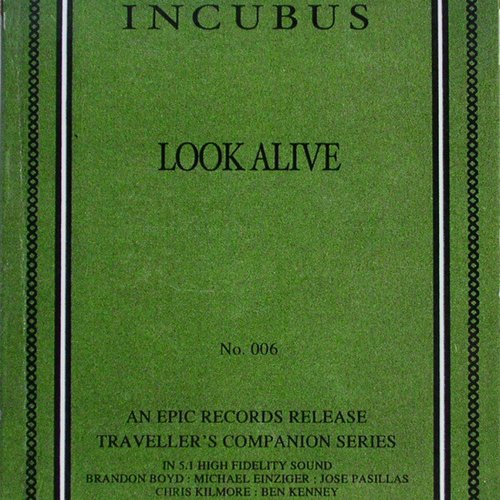 INCUBUS
LOOK ALIVE
No. 006
AN EPIC RECORDS RELEASE
TRAVELLER'S COMPANION SERIES
IN 5.1 HIGH FIDELITY SOUND
BRANDON BOYD : MICHAEL EINZIGER : JOSE PASILLAS
CHRIS KILMORE : BEN KENNEY